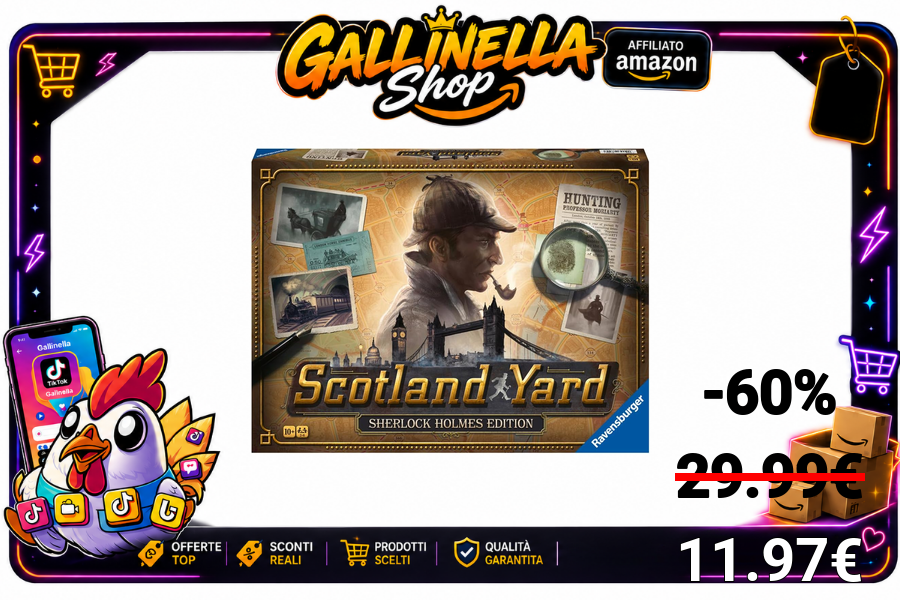 GALLINELLA
Shop
AFFILIATO
amazon
HUNTING
PROFESSOR MORIARTY
Scotland Yard
SHERLOCK HOLMES EDITION
10+
Ravensburger
Gallinella
TikTok
Gallinella
-60%
29.99€
11.97€
OFFERTE
TOP
SCONTI
REALI
PRODOTTI
SCELTI
QUALITÀ
GARANTITA